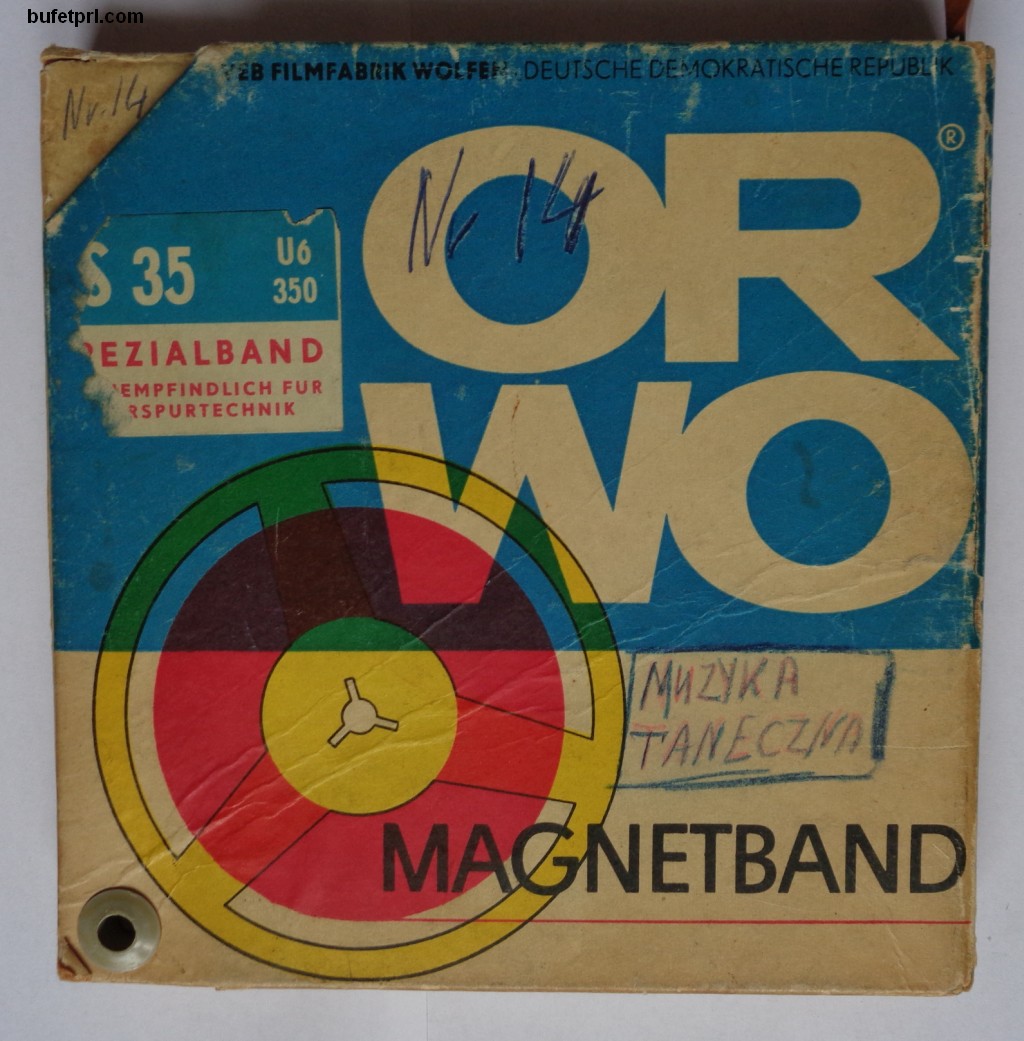 bufetprl.com
VEB FILMFABRIK WOLFEN · DEUTSCHE DEMOKRATISCHE REPUBLIK
Nr. 14
OR®
Nr 14
S 35
U6
350
EZIALBAND
EMPFINDLICH FUR
RSPURTECHNIK
WO
MUZYKA
TANECZNA
MAGNETBAND